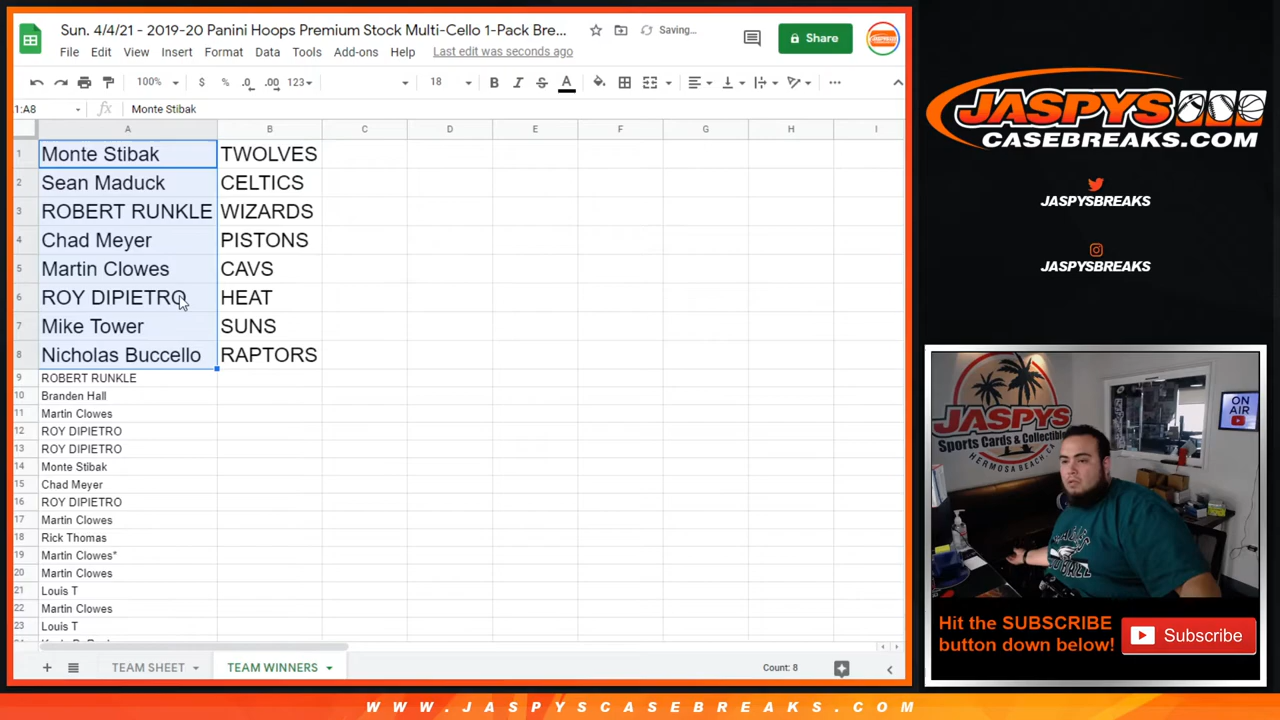 Sun. 4/4/21 - 2019-20 Panini Hoops Premium Stock Multi-Cello 1-Pack Bre...
Saving...
Share
File Edit View Insert Format Data Tools Add-ons Help Last edit was seconds ago
100% $ % .0 .00 123 18 B I S A
1:A8 fx Monte Stibak
A B C D E F G H I
1 Monte Stibak TWOLVES
2 Sean Maduck CELTICS
3 ROBERT RUNKLE WIZARDS
4 Chad Meyer PISTONS
5 Martin Clowes CAVS
6 ROY DIPIETRO HEAT
7 Mike Tower SUNS
8 Nicholas Buccello RAPTORS
9 ROBERT RUNKLE
10 Branden Hall
11 Martin Clowes
12 ROY DIPIETRO
13 ROY DIPIETRO
14 Monte Stibak
15 Chad Meyer
16 ROY DIPIETRO
17 Martin Clowes
18 Rick Thomas
19 Martin Clowes*
20 Martin Clowes
21 Louis T
22 Martin Clowes
23 Louis T
TEAM SHEET TEAM WINNERS Count: 8
JASPYS
CASEBREAKS.COM
JASPYSBREAKS
JASPYSBREAKS
JASPYS
Sports Cards & Collectibles
HERMOSA BEACH, CA
ON AIR
Hit the SUBSCRIBE
button down below!
Subscribe
WWW.JASPYSCASEBREAKS.COM